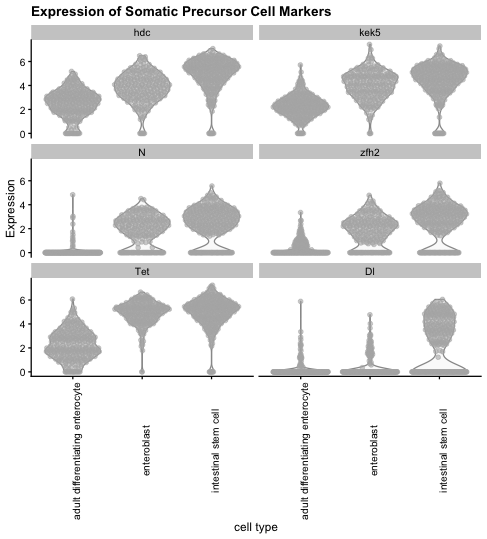 Expression of Somatic Precursor Cell Markers
hdc kek5
6
4
2
0
N zfh2
6
4
2
0
Tet Dl
6
4
2
0
Expression
adult differentiating enterocyte
enteroblast
intestinal stem cell
adult differentiating enterocyte
enteroblast
intestinal stem cell
cell type